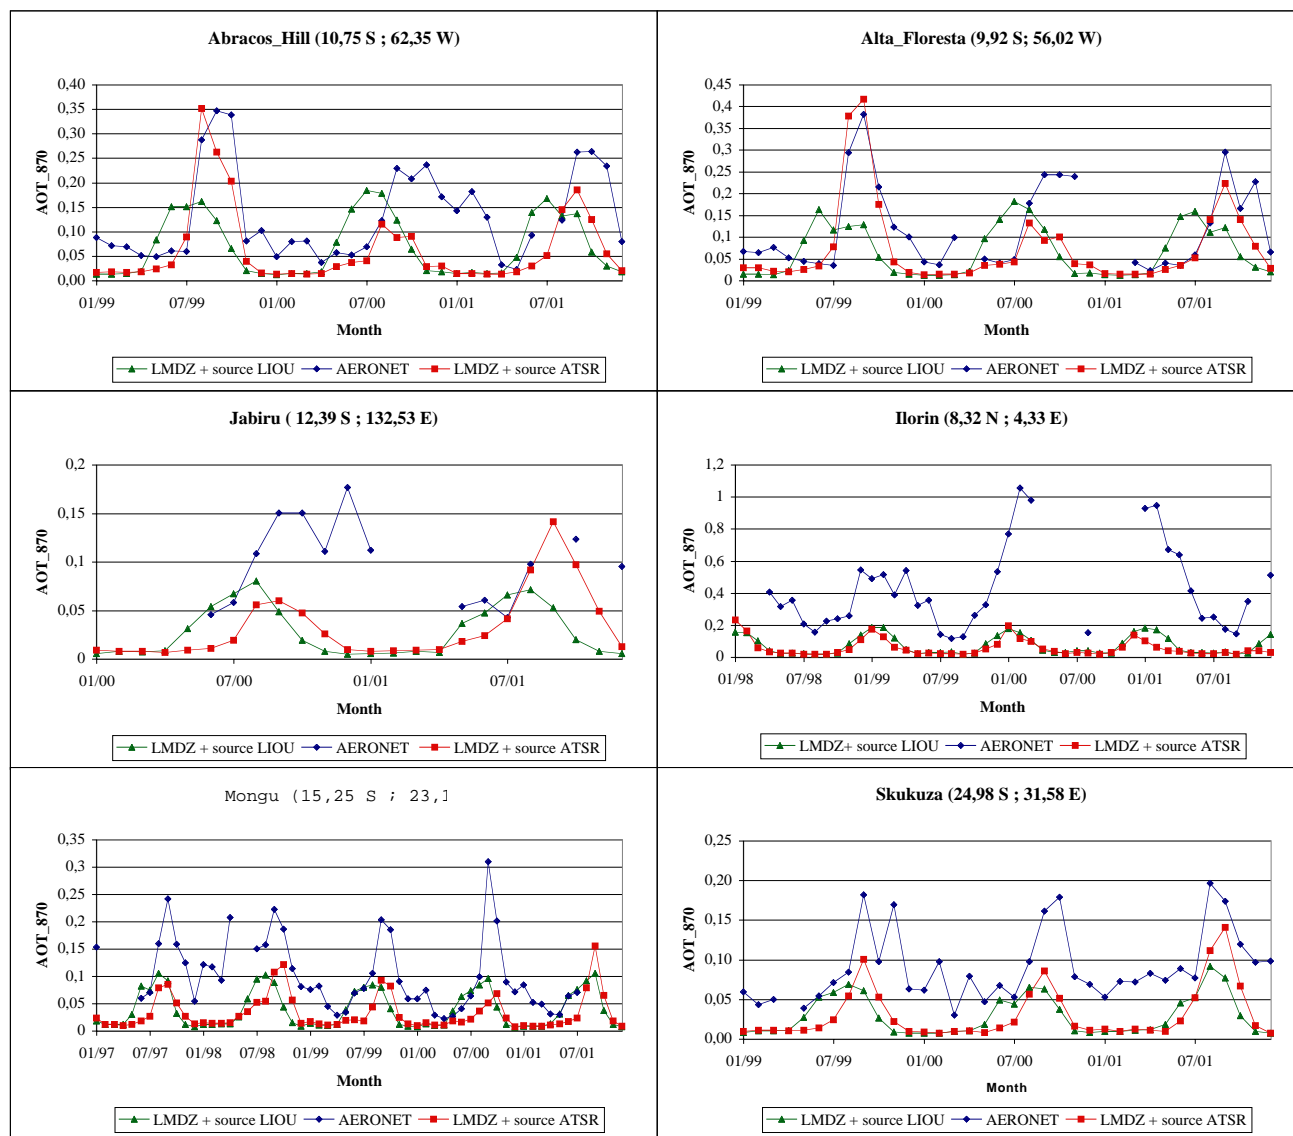 Abracos_Hill (10,75 S ; 62,35 W)
0,40
0,35
0,30
0,25
0,20
0,15
0,10
0,05
0,00
AOT_870
01/99 07/99 01/00 07/00 01/01 07/01
Month
LMDZ + source LIOU AERONET LMDZ + source ATSR
Alta_Floresta (9,92 S; 56,02 W)
0,45
0,4
0,35
0,3
0,25
0,2
0,15
0,1
0,05
0
AOT_870
01/99 07/99 01/00 07/00 01/01 07/01
Month
LMDZ + source LIOU AERONET LMDZ + source ATSR
Jabiru ( 12,39 S ; 132,53 E)
0,2
0,15
0,1
0,05
0
AOT_870
01/00 07/00 01/01 07/01
Month
LMDZ + source LIOU AERONET LMDZ + source ATSR
Ilorin (8,32 N ; 4,33 E)
1,2
1
0,8
0,6
0,4
0,2
0
AOT_870
01/98 07/98 01/99 07/99 01/00 07/00 01/01 07/01
Month
LMDZ+ source LIOU AERONET LMDZ + source ATSR
Mongu (15,25 S ; 23,1
0,35
0,3
0,25
0,2
0,15
0,1
0,05
0
AOT_870
01/97 07/97 01/98 07/98 01/99 07/99 01/00 07/00 01/01 07/01
Month
LMDZ + source LIOU AERONET LMDZ + source ATSR
Skukuza (24,98 S ; 31,58 E)
0,25
0,20
0,15
0,10
0,05
0,00
AOT_870
01/99 07/99 01/00 07/00 01/01 07/01
Month
LMDZ + source LIOU AERONET LMDZ + source ATSR